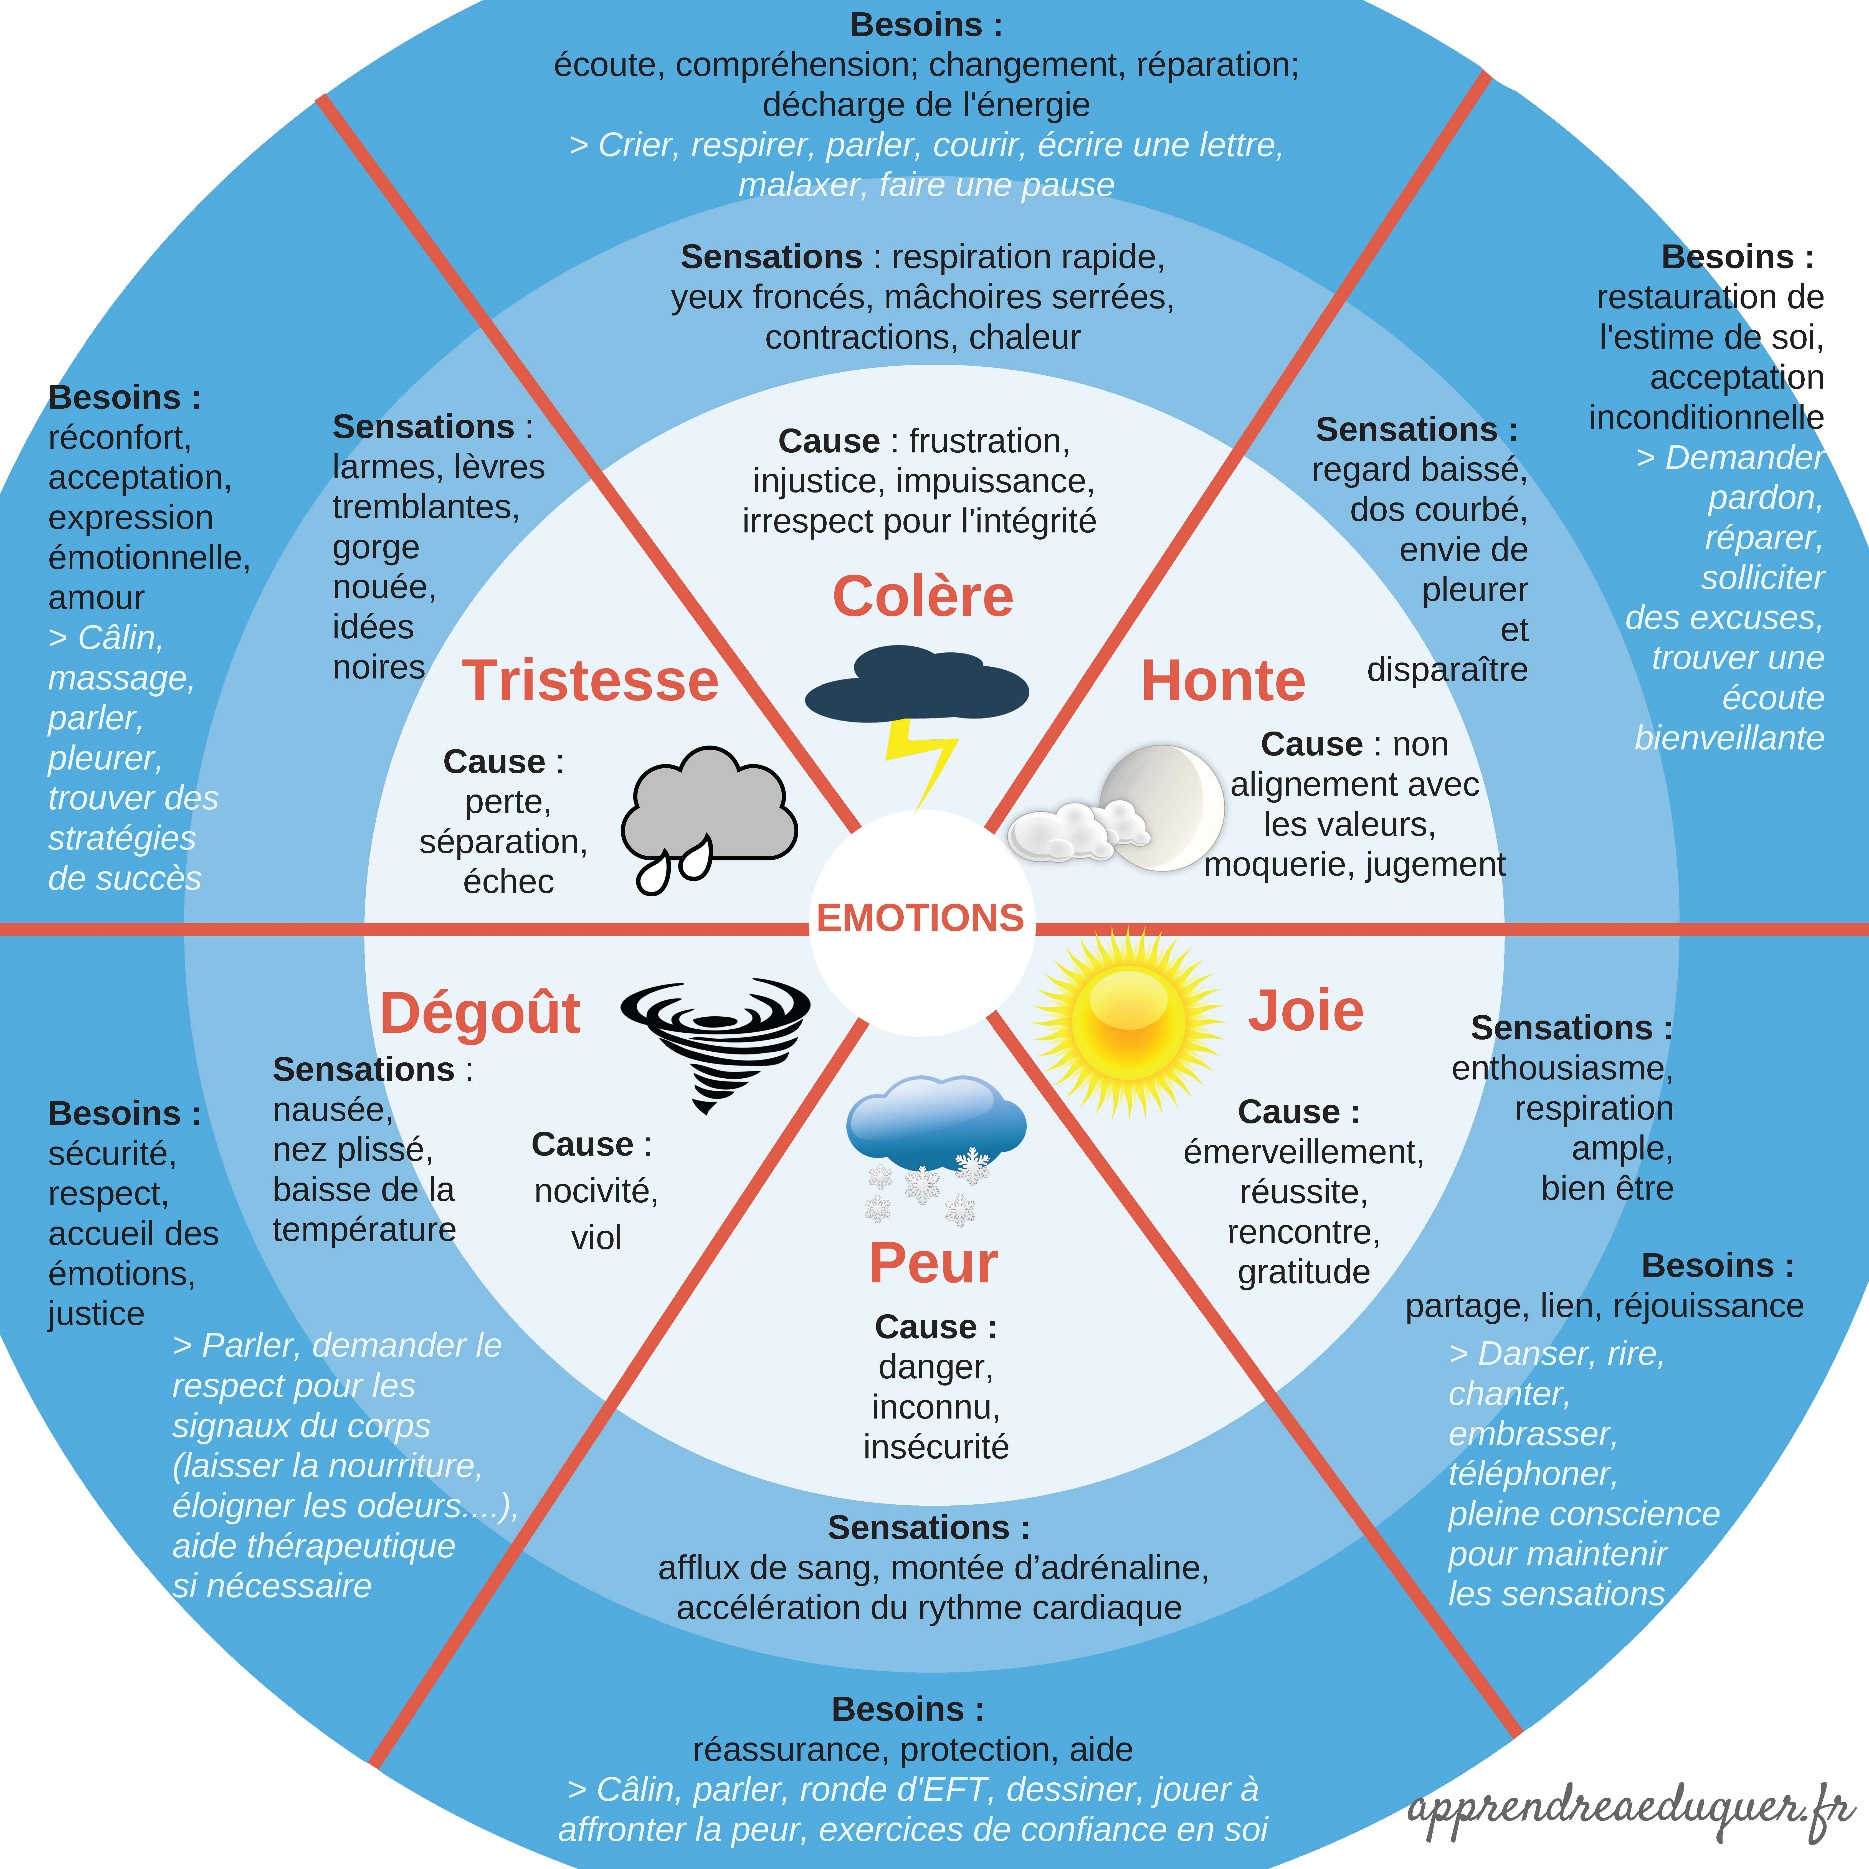 Besoins :
écoute, compréhension; changement, réparation;
décharge de l'énergie
> Crier, respirer, parler, courir, écrire une lettre,
malaxer, faire une pause
Sensations : respiration rapide,
yeux froncés, mâchoires serrées,
contractions, chaleur
Cause : frustration,
injustice, impuissance,
irrespect pour l'intégrité
Colère
Besoins :
restauration de
l'estime de soi,
acceptation
inconditionnelle
> Demander
pardon,
réparer,
solliciter
des excuses,
trouver une
écoute
bienveillante
Sensations :
regard baissé,
dos courbé,
envie de
pleurer
et
disparaître
Honte
Cause : non
alignement avec
les valeurs,
moquerie, jugement
Besoins :
réconfort,
acceptation,
expression
émotionnelle,
amour
> Câlin,
massage,
parler,
pleurer,
trouver des
stratégies
de succès
Sensations :
larmes, lèvres
tremblantes,
gorge
nouée,
idées
noires
Tristesse
Cause :
perte,
séparation,
échec
EMOTIONS
Dégoût
Sensations :
nausée,
nez plissé,
baisse de la
température
Cause :
nocivité,
viol
Besoins :
sécurité,
respect,
accueil des
émotions,
justice
> Parler, demander le
respect pour les
signaux du corps
(laisser la nourriture,
éloigner les odeurs....),
aide thérapeutique
si nécessaire
Joie
Sensations :
enthousiasme,
respiration
ample,
bien être
Cause :
émerveillement,
réussite,
rencontre,
gratitude
Besoins :
partage, lien, réjouissance
> Danser, rire,
chanter,
embrasser,
téléphoner,
pleine conscience
pour maintenir
les sensations
Peur
Cause :
danger,
inconnu,
insécurité
Sensations :
afflux de sang, montée d’adrénaline,
accélération du rythme cardiaque
Besoins :
réassurance, protection, aide
> Câlin, parler, ronde d'EFT, dessiner, jouer à
affronter la peur, exercices de confiance en soi
apprendreaeduquer.fr